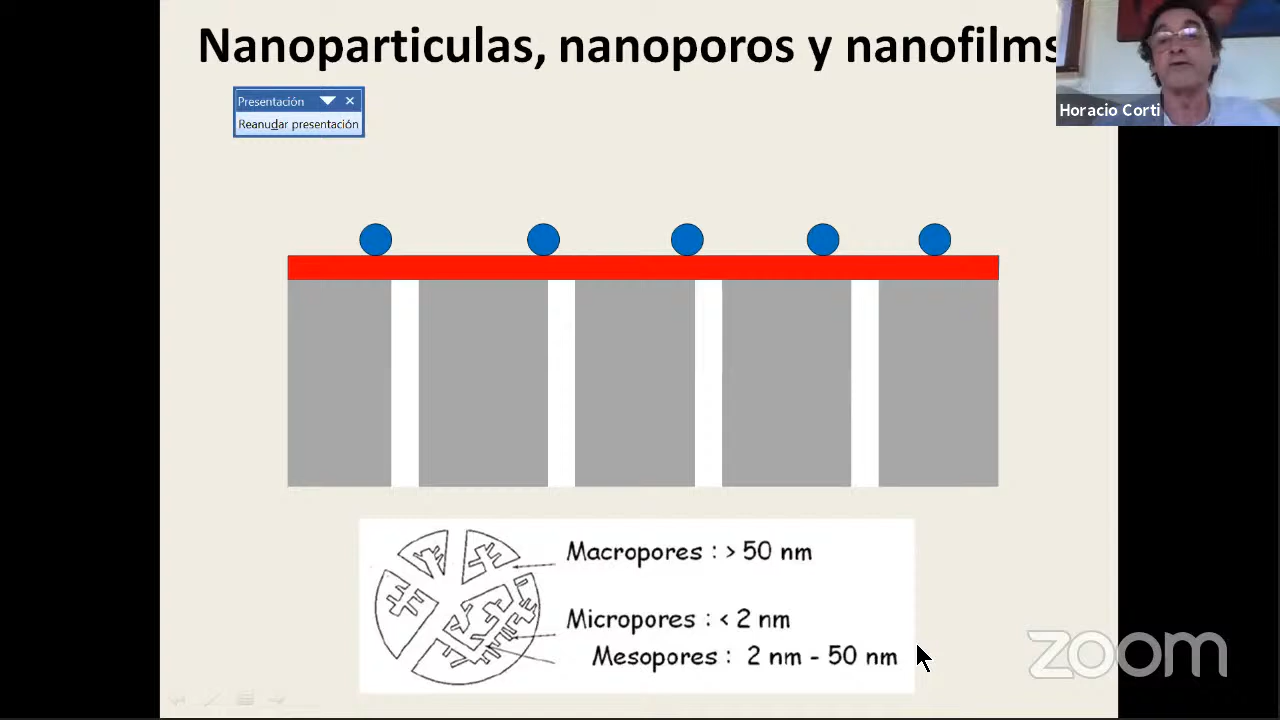 Nanoparticulas, nanoporos y nanofilms
Presentación
Reanudar presentación
Horacio Corti
Macropores : > 50 nm
Micropores : < 2 nm
Mesopores : 2 nm - 50 nm
zoom